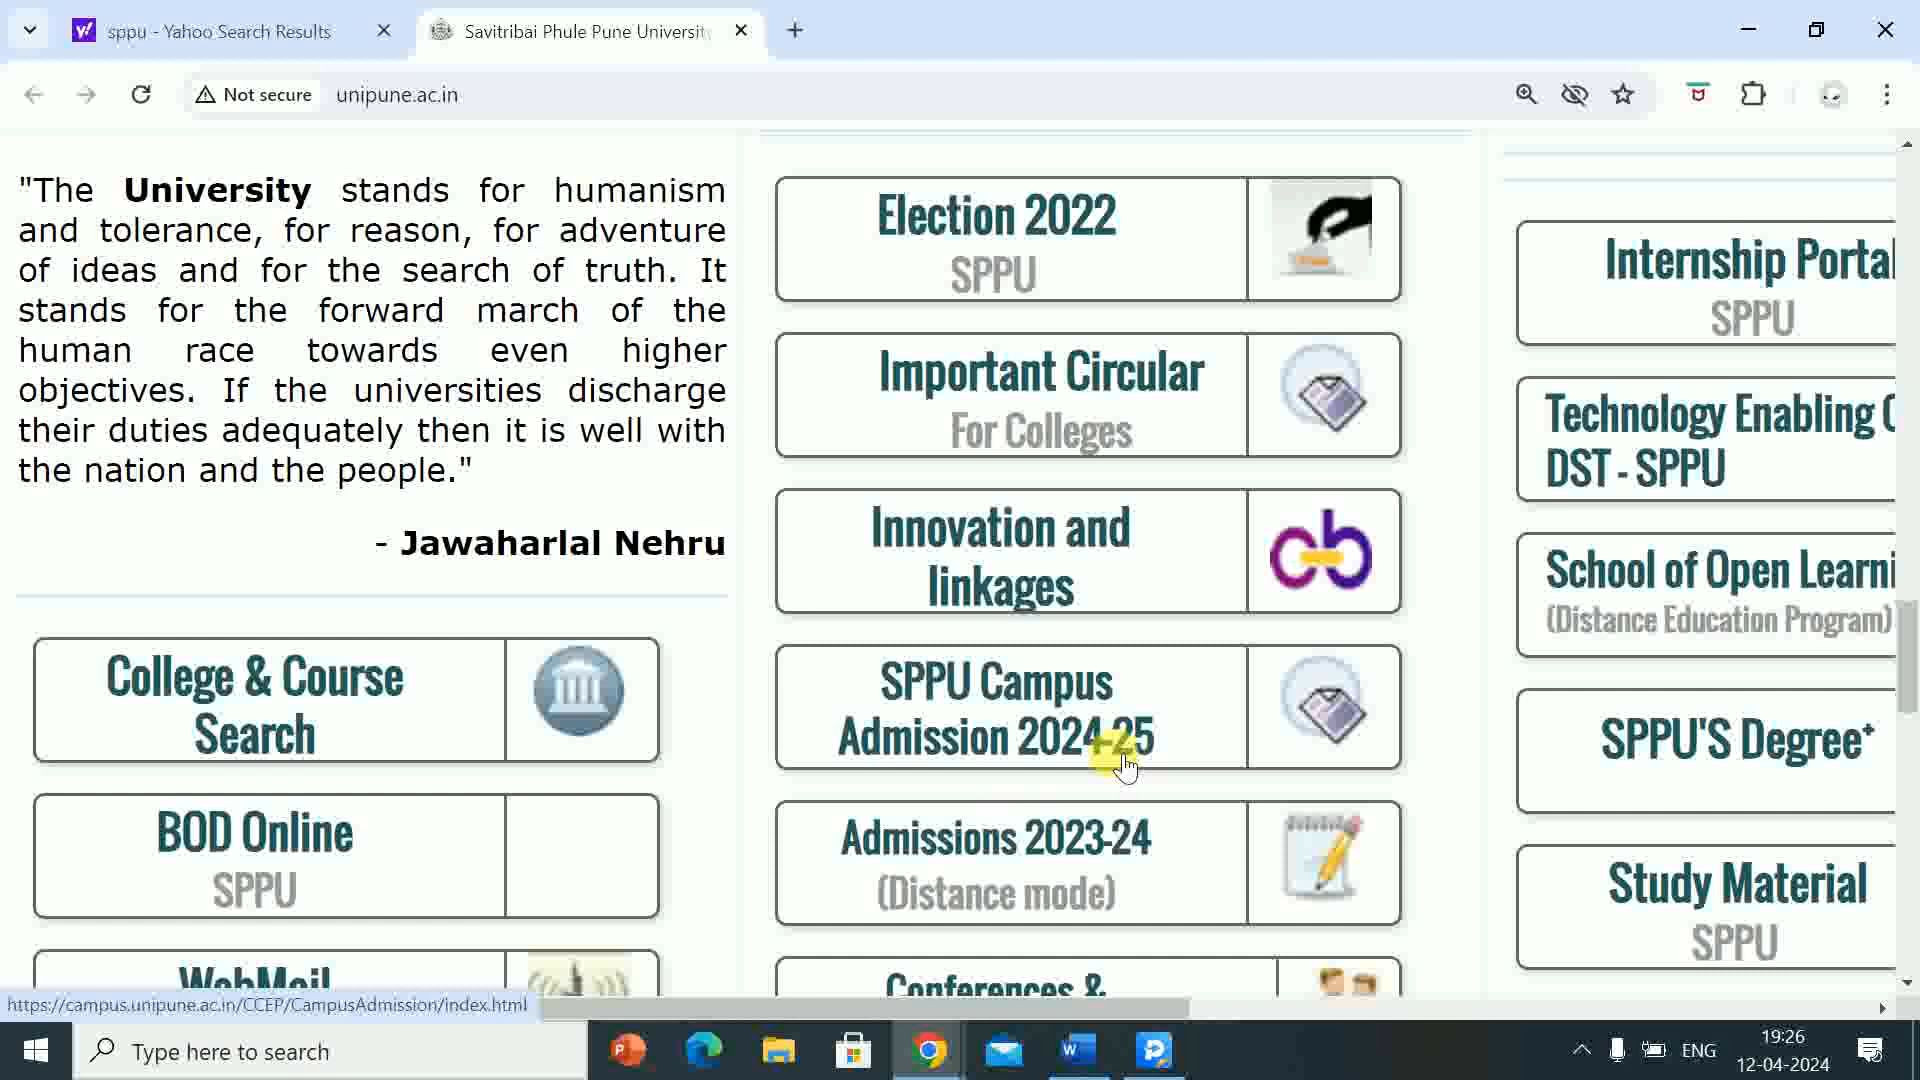 sppu - Yahoo Search Results
Savitribai Phule Pune University
Not secure
unipune.ac.in
"The University stands for humanism
and tolerance, for reason, for adventure
of ideas and for the search of truth. It
stands for the forward march of the
human race towards even higher
objectives. If the universities discharge
their duties adequately then it is well with
the nation and the people."
- Jawaharlal Nehru
College & Course
Search
BOD Online
SPPU
WebMail
Election 2022
SPPU
Important Circular
For Colleges
Innovation and
linkages
SPPU Campus
Admission 2024-25
Admissions 2023-24
(Distance mode)
Conferences &
Internship Portal
SPPU
Technology Enabling C
DST - SPPU
School of Open Learni
(Distance Education Program)
SPPU'S Degree+
Study Material
SPPU
https://campus.unipune.ac.in/CCEP/CampusAdmission/index.html
Type here to search
ENG
19:26
12-04-2024